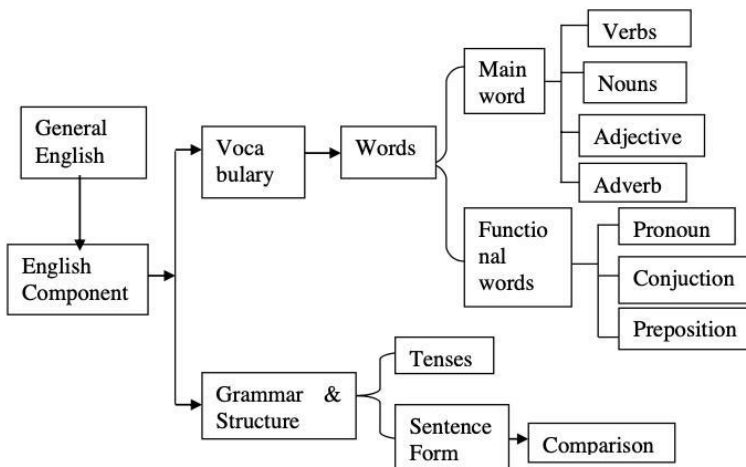 General
English
English
Component
Voca
bulary
Words
Main
word
Verbs
Nouns
Adjective
Adverb
Functio
nal
words
Pronoun
Conjuction
Preposition
Grammar &
Structure
Tenses
Sentence
Form
Comparison